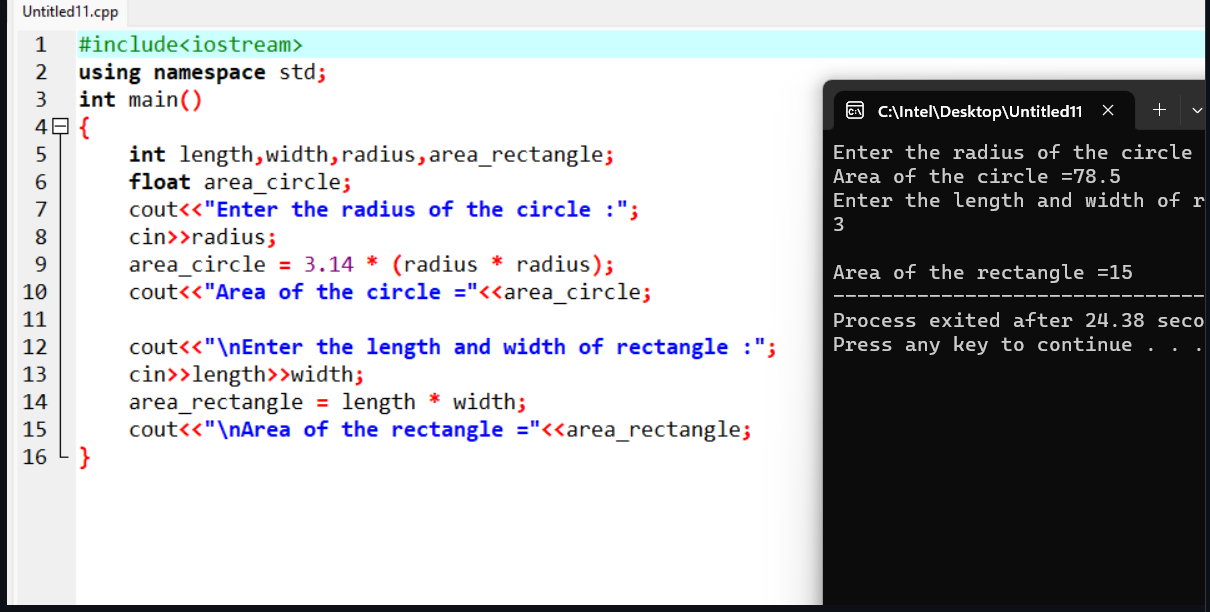 Untitled11.cpp
1 #include<iostream>
2 using namespace std;
3 int main()
4 {
5 int length,width,radius,area_rectangle;
6 float area_circle;
7 cout<<"Enter the radius of the circle :";
8 cin>>radius;
9 area_circle = 3.14 * (radius * radius);
10 cout<<"Area of the circle ="<<area_circle;
11
12 cout<<"\nEnter the length and width of rectangle :";
13 cin>>length>>width;
14 area_rectangle = length * width;
15 cout<<"\nArea of the rectangle ="<<area_rectangle;
16 }
C:\Intel\Desktop\Untitled11
Enter the radius of the circle
Area of the circle =78.5
Enter the length and width of r
3
Area of the rectangle =15
--------------------------------
Process exited after 24.38 seco
Press any key to continue . . .